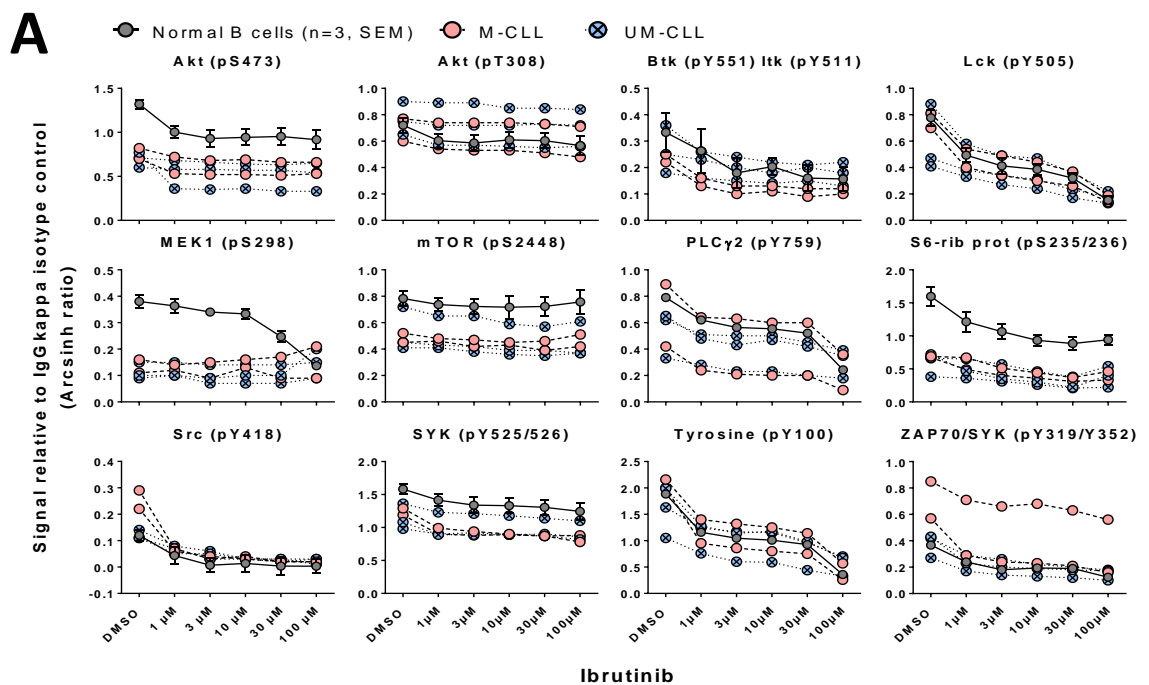 A
Normal B cells (n=3, SEM) M-CLL UM-CLL
Signal relative to IgG kappa isotype control
(Arcsinh ratio)
Akt (pS473) Akt (pT308) Btk (pY551) Itk (pY511) Lck (pY505)
1.5 1.0 0.5 1.0
0.8 0.4 0.8
1.0 0.6 0.3 0.6
0.5 0.4 0.2 0.4
0.2 0.1 0.2
0.0 0.0 0.0 0.0
MEK1 (pS298) mTOR (pS2448) PLCγ2 (pY759) S6-rib prot (pS235/236)
0.5 1.0 1.0 2.0
0.4 0.8 0.8 1.5
0.3 0.6 0.6 1.0
0.2 0.4 0.4
0.1 0.2 0.2 0.5
0.0 0.0 0.0 0.0
Src (pY418) SYK (pY525/526) Tyrosine (pY100) ZAP70/SYK (pY319/Y352)
0.4 2.0 2.5 1.0
0.3 1.5 2.0 0.8
0.2 1.0 1.5 0.6
0.1 1.0 0.4
0.0 0.5 0.5 0.2
-0.1 0.0 0.0 0.0
DMSO 1 µM 3 µM 10 µM 30 µM 100 µM DMSO 1µM 3µM 10µM 30µM 100µM DMSO 1µM 3µM 10µM 30µM 100µM DMSO 1µM 3µM 10µM 30µM 100µM
Ibrutinib